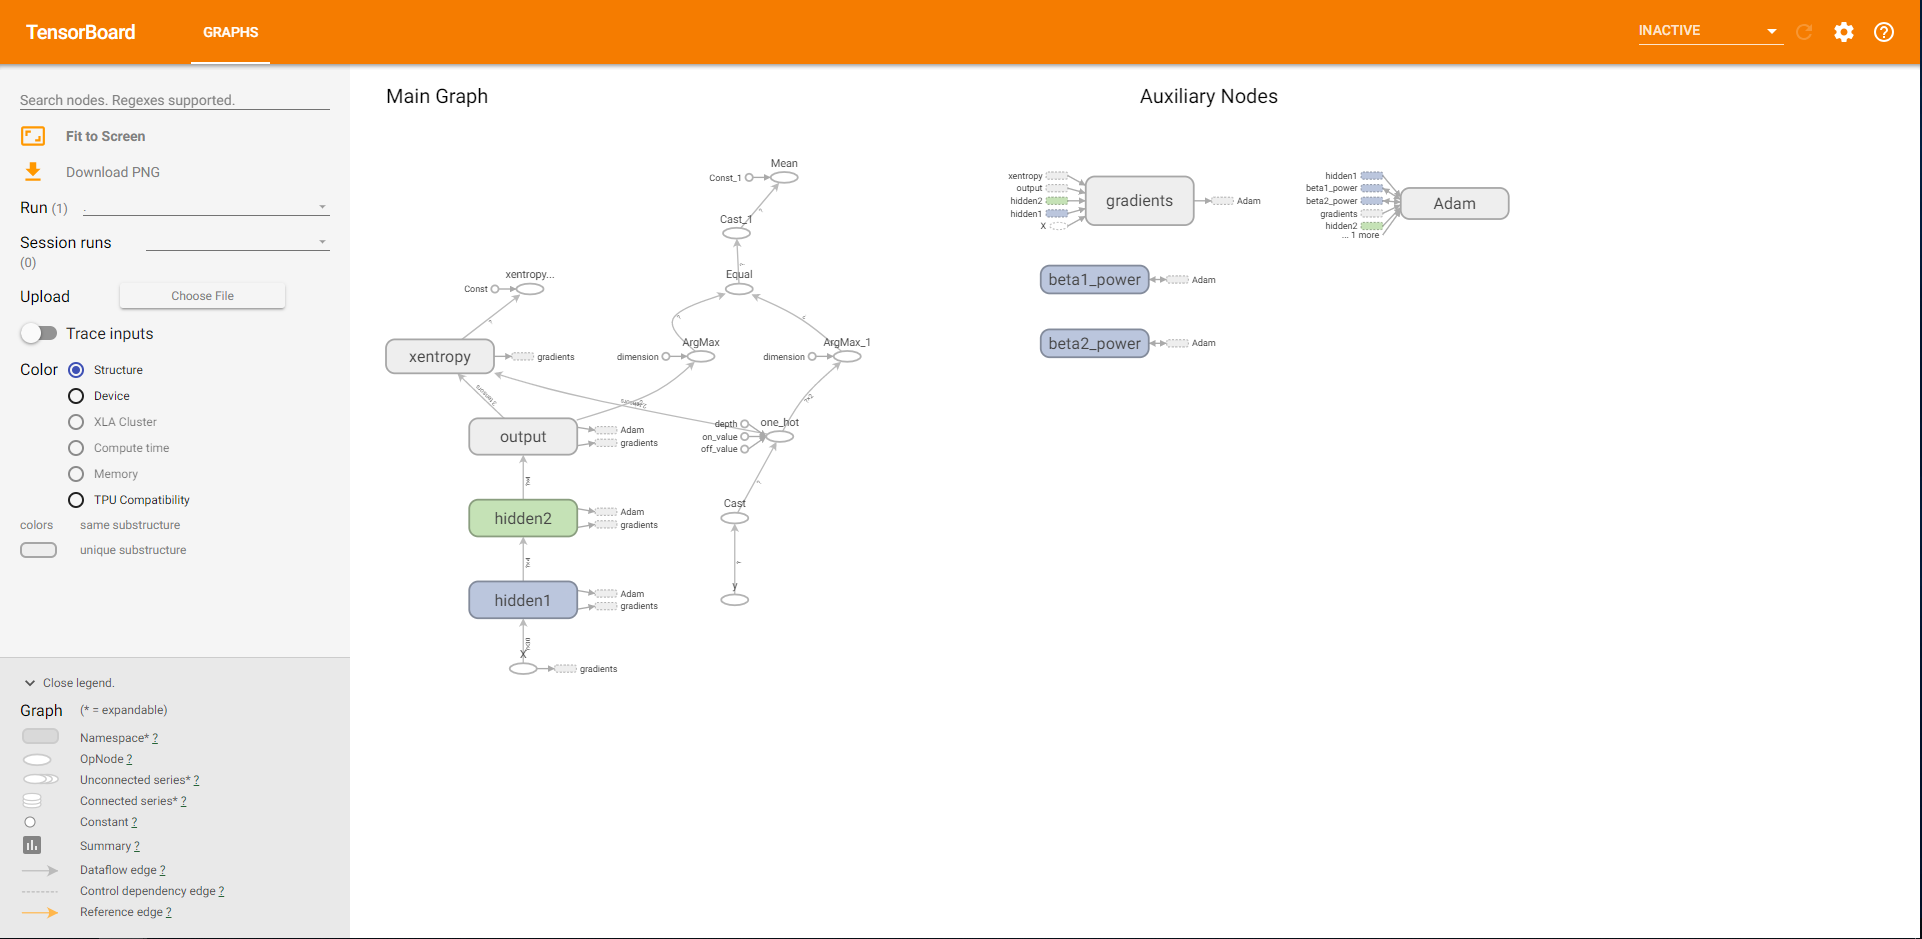 TensorBoard
GRAPHS
INACTIVE
Search nodes. Regexes supported.
Fit to Screen
Download PNG
Run (1)
.
Session runs
(0)
Upload
Choose File
Trace inputs
Color
Structure
Device
XLA Cluster
Compute time
Memory
TPU Compatibility
colors same substructure
unique substructure
Close legend.
Graph (* = expandable)
Namespace* ?
OpNode ?
Unconnected series* ?
Connected series* ?
Constant ?
Summary ?
Dataflow edge ?
Control dependency edge ?
Reference edge ?
Main Graph
Mean
Const_1
Cast_1
Equal
xentropy...
Const
xentropy
gradients
ArgMax
dimension
ArgMax_1
dimension
2 tensors
output
Adam
gradients
depth
one_hot
on_value
off_value
?×2
hidden2
Adam
gradients
Cast
hidden1
Adam
gradients
y
X
gradients
Auxiliary Nodes
xentropy
output
hidden2
hidden1
X
gradients
Adam
hidden1
beta1_power
beta2_power
gradients
hidden2
... 1 more
Adam
beta1_power
Adam
beta2_power
Adam